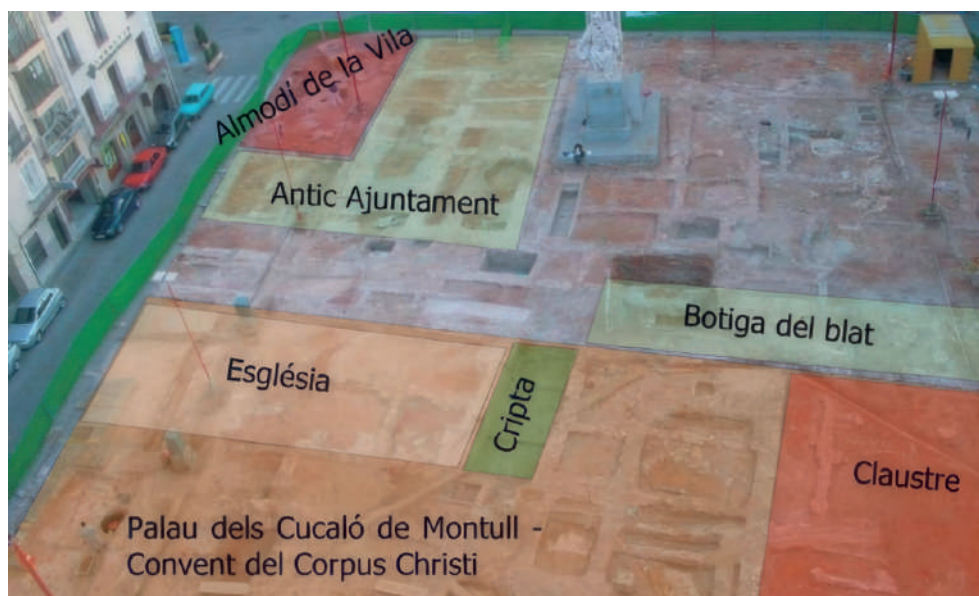 Almodí de la Vila
Antic Ajuntament
Botiga del blat
Església
Cripta
Claustre
Palau dels Cucaló de Montull -
Convent del Corpus Christi